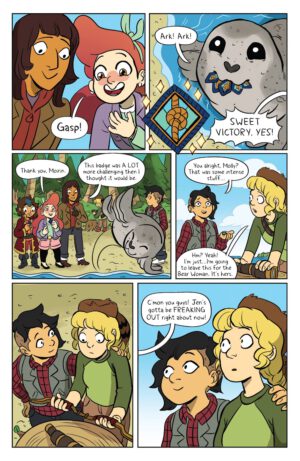 Gasp!
Ark! Ark!
SWEET
VICTORY, YES!
Thank you, Moirin.
This badge was A LOT
more challenging then I
thought it would be.
You alright, Molly?
That was some intense
stuff...
Hm? Yeah!
I'm just...I'm going
to leave this for the
Bear Woman. It's hers.
C'mon you guys! Jen's
gotta be FREAKING
OUT right about now!